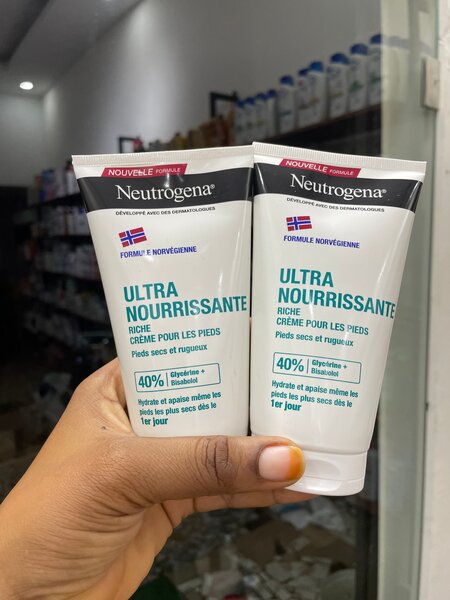 NOUVELLE FORMULE
Neutrogena®
DÉVELOPPÉ AVEC DES DERMATOLOGUES
FORMULE NORVÉGIENNE
ULTRA
NOURRISSANTE
RICHE
CRÈME POUR LES PIEDS
Pieds secs et rugueux
40% Glycérine +
Bisabolol
Hydrate et apaise même les
pieds les plus secs dès le
1er jour
NOUVELLE FORMULE
Neutrogena®
DÉVELOPPÉ AVEC DES DERMATOLOGUES
FORMULE NORVÉGIENNE
ULTRA
NOURRISSANTE
RICHE
CRÈME POUR LES PIEDS
Pieds secs et rugueux
40% Glycérine +
Bisabolol
Hydrate et apaise même les
pieds les plus secs dès le
1er jour